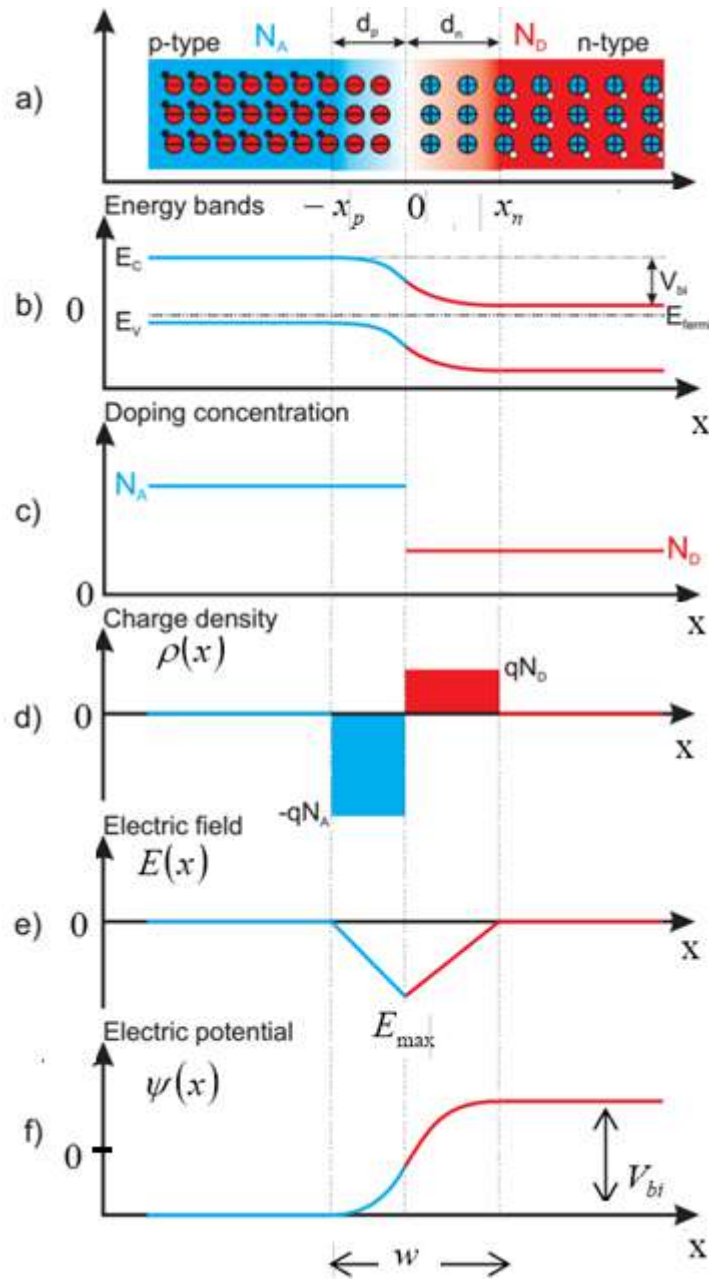 d_p d_n
p-type N_A N_D n-type
a)
Energy bands −x_p 0 x_n
E_C
V_bi
b) 0 E_fermi
E_V
x
Doping concentration
N_A
c)
N_D
0
x
Charge density
ρ(x) qN_D
d) 0
x
-qN_A
Electric field
E(x)
e) 0
x
E_max
Electric potential
ψ(x)
f) 0
V_bi
x
w